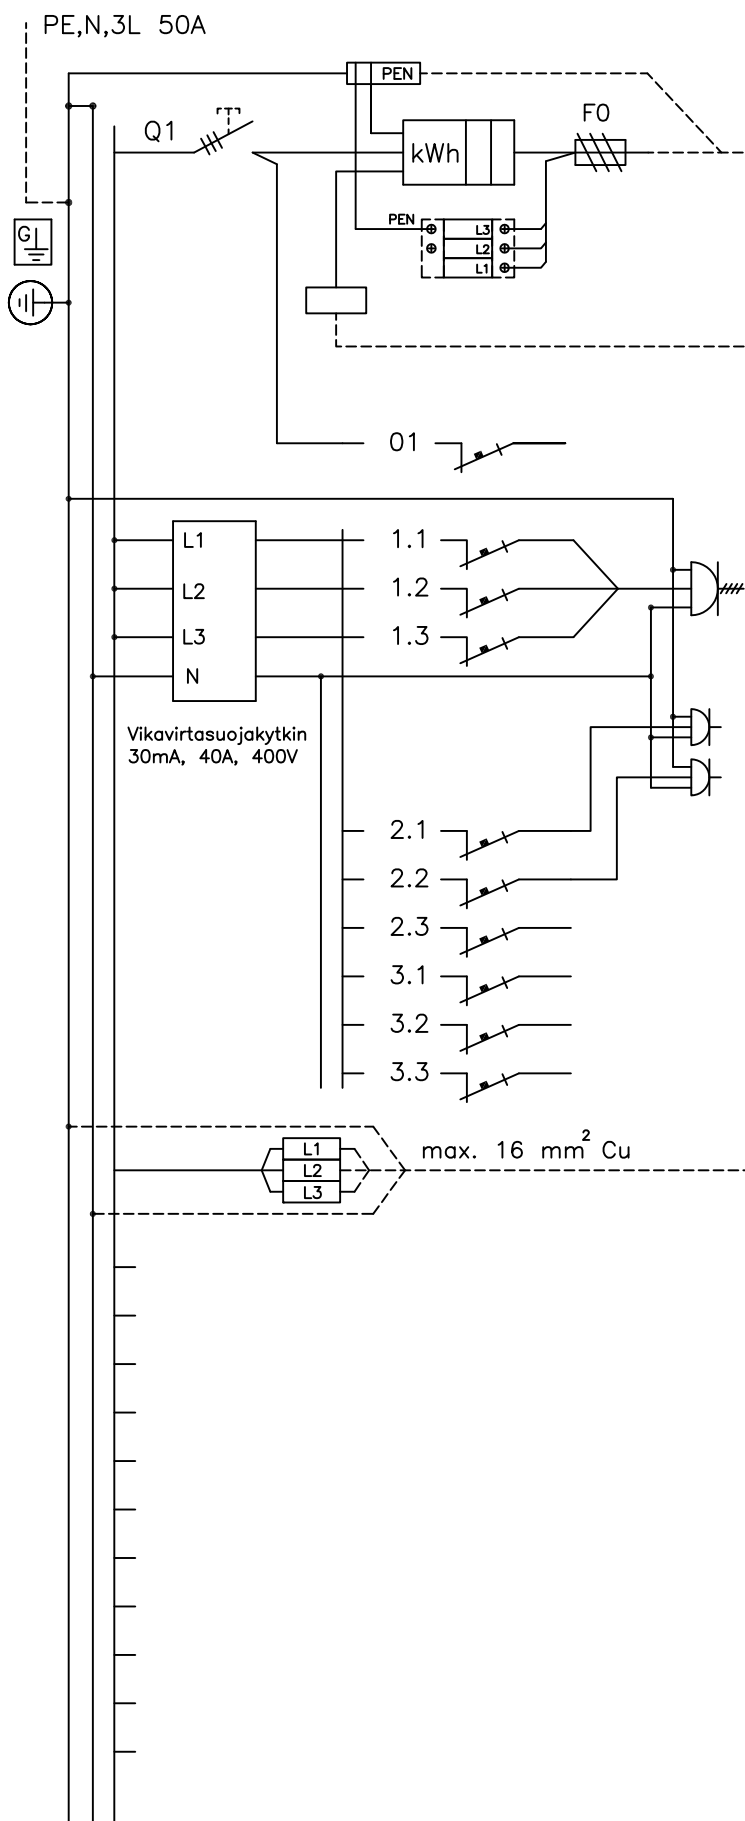 PE,N,3L 50A
PEN
Q1
F0
kWh
PEN
L3
L2
L1
G
01
L1
1.1
L2
1.2
L3
1.3
N
Vikavirtasuojakytkin
30mA, 40A, 400V
2.1
2.2
2.3
3.1
3.2
3.3
L1
L2
L3
max. 16 mm² Cu